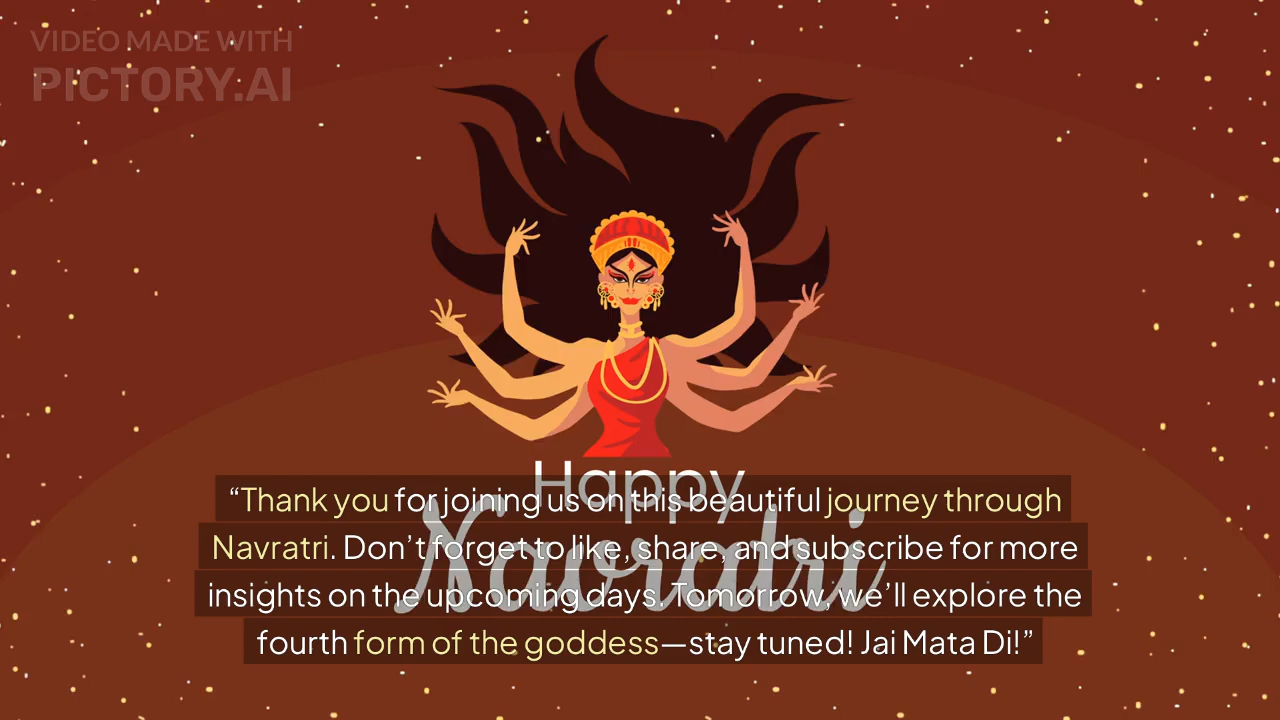 VIDEO MADE WITH
PICTORY.AI
Happy
Navratri
“Thank you for joining us on this beautiful journey through
Navratri. Don’t forget to like, share, and subscribe for more
insights on the upcoming days. Tomorrow, we’ll explore the
fourth form of the goddess—stay tuned! Jai Mata Di!”